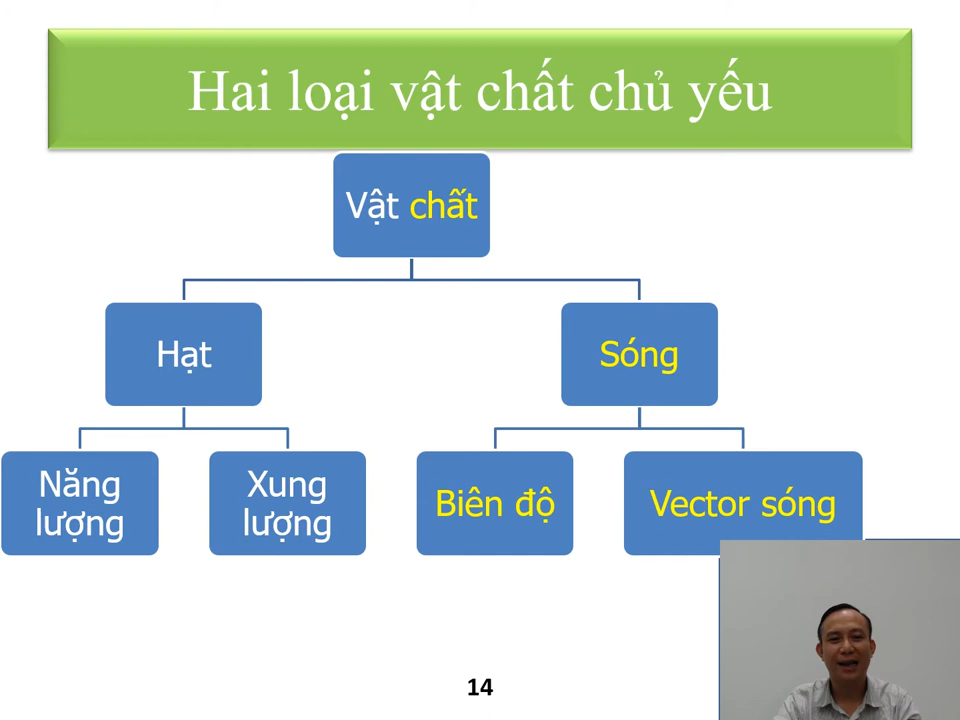 Hai loại vật chất chủ yếu
Vật chất
Hạt
Sóng
Năng
lượng
Xung
lượng
Biên độ
Vector sóng
14